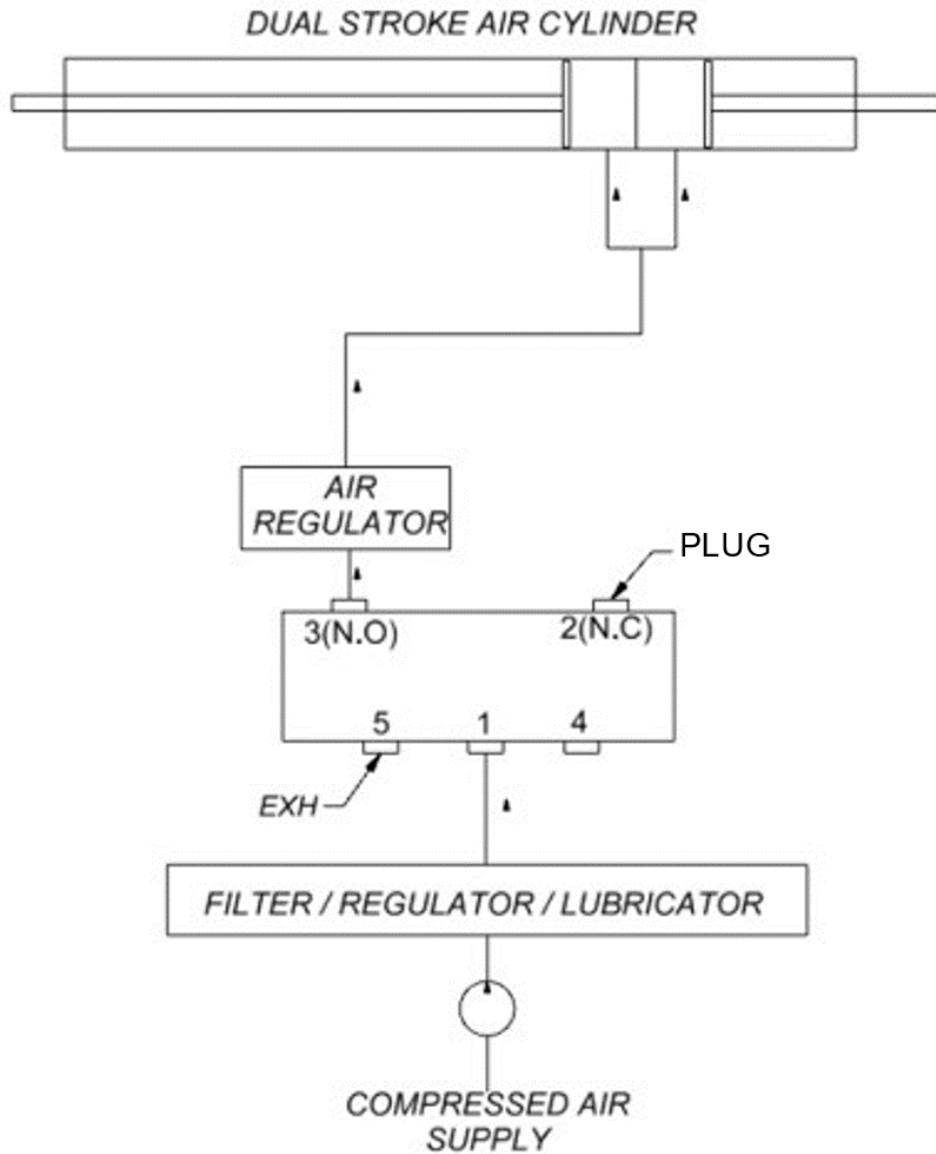 DUAL STROKE AIR CYLINDER
AIR
REGULATOR
PLUG
3(N.O)
2(N.C)
5
1
4
EXH
FILTER / REGULATOR / LUBRICATOR
COMPRESSED AIR
SUPPLY